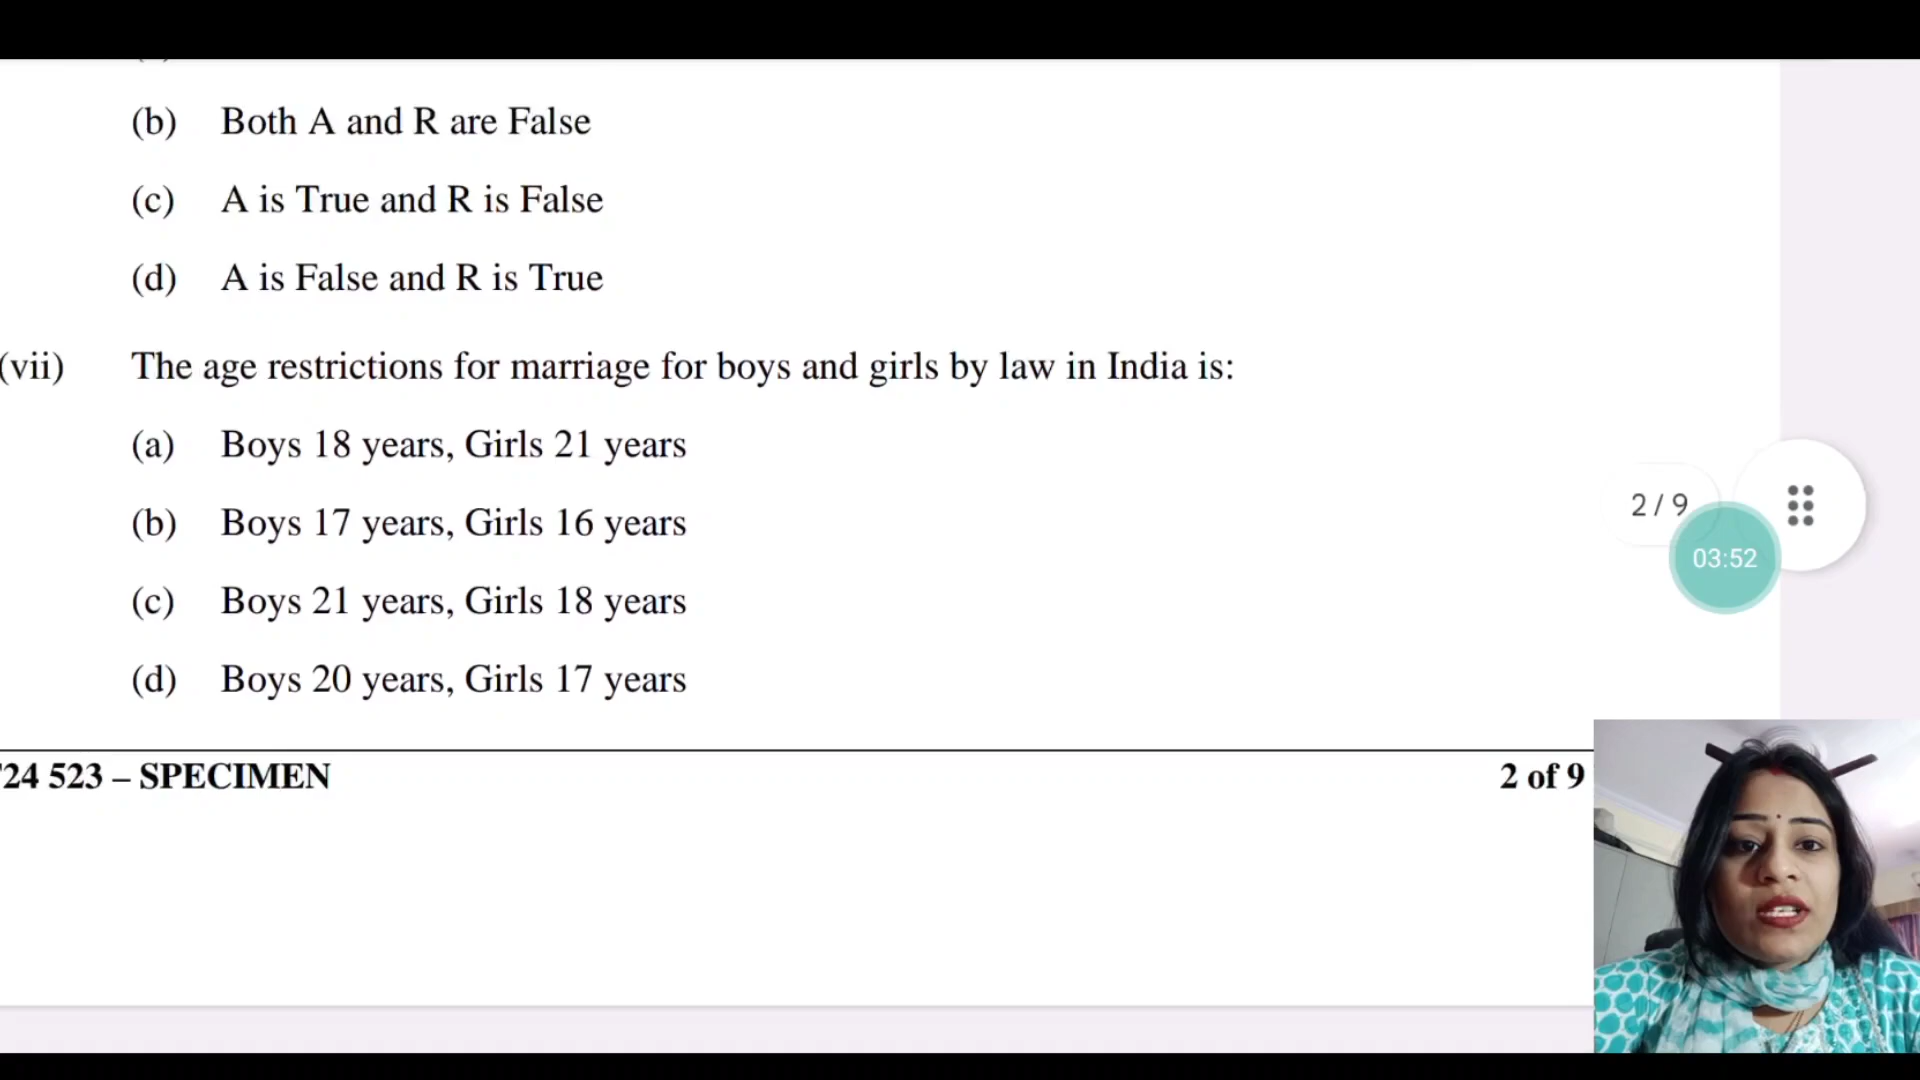 (b) Both A and R are False
(c) A is True and R is False
(d) A is False and R is True
(vii) The age restrictions for marriage for boys and girls by law in India is:
(a) Boys 18 years, Girls 21 years
(b) Boys 17 years, Girls 16 years
2 / 9
03:52
(c) Boys 21 years, Girls 18 years
(d) Boys 20 years, Girls 17 years
24 523 – SPECIMEN
2 of 9